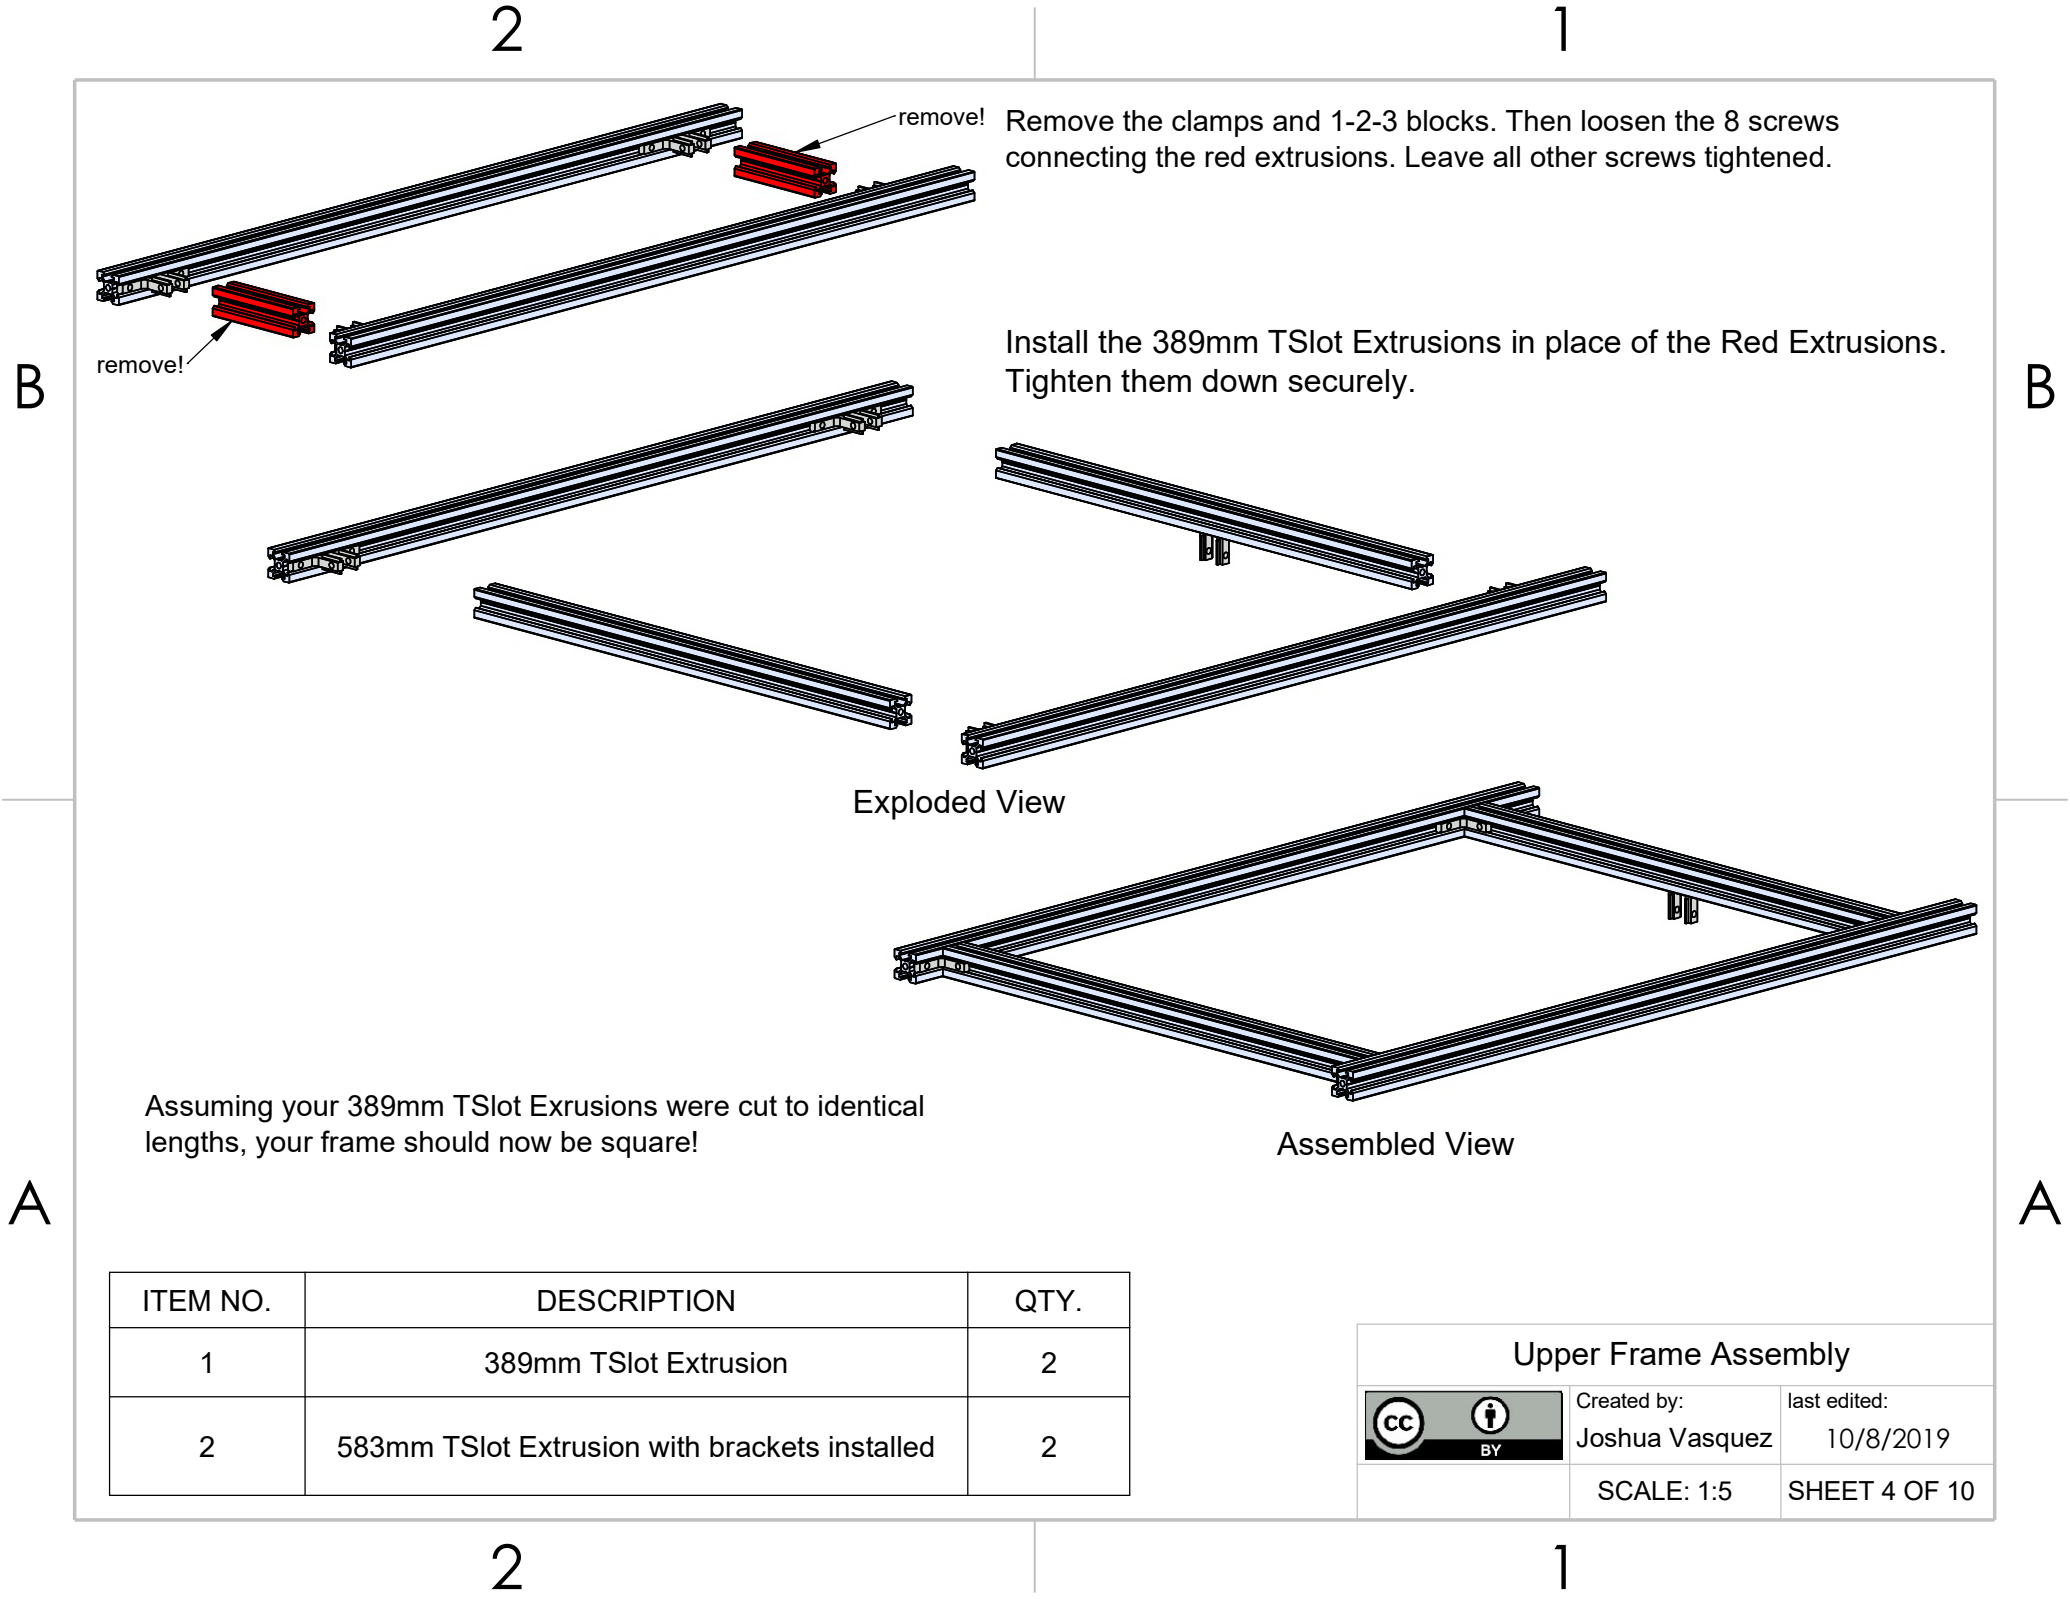 2
1
remove!
Remove the clamps and 1-2-3 blocks. Then loosen the 8 screws
connecting the red extrusions. Leave all other screws tightened.
remove!
Install the 389mm TSlot Extrusions in place of the Red Extrusions.
Tighten them down securely.
B
B
Exploded View
Assuming your 389mm TSlot Exrusions were cut to identical
lengths, your frame should now be square!
Assembled View
A
A
ITEM NO.
DESCRIPTION
QTY.
1
389mm TSlot Extrusion
2
2
583mm TSlot Extrusion with brackets installed
2
Upper Frame Assembly
cc
BY
Created by:
Joshua Vasquez
last edited:
10/8/2019
SCALE: 1:5
SHEET 4 OF 10
2
1